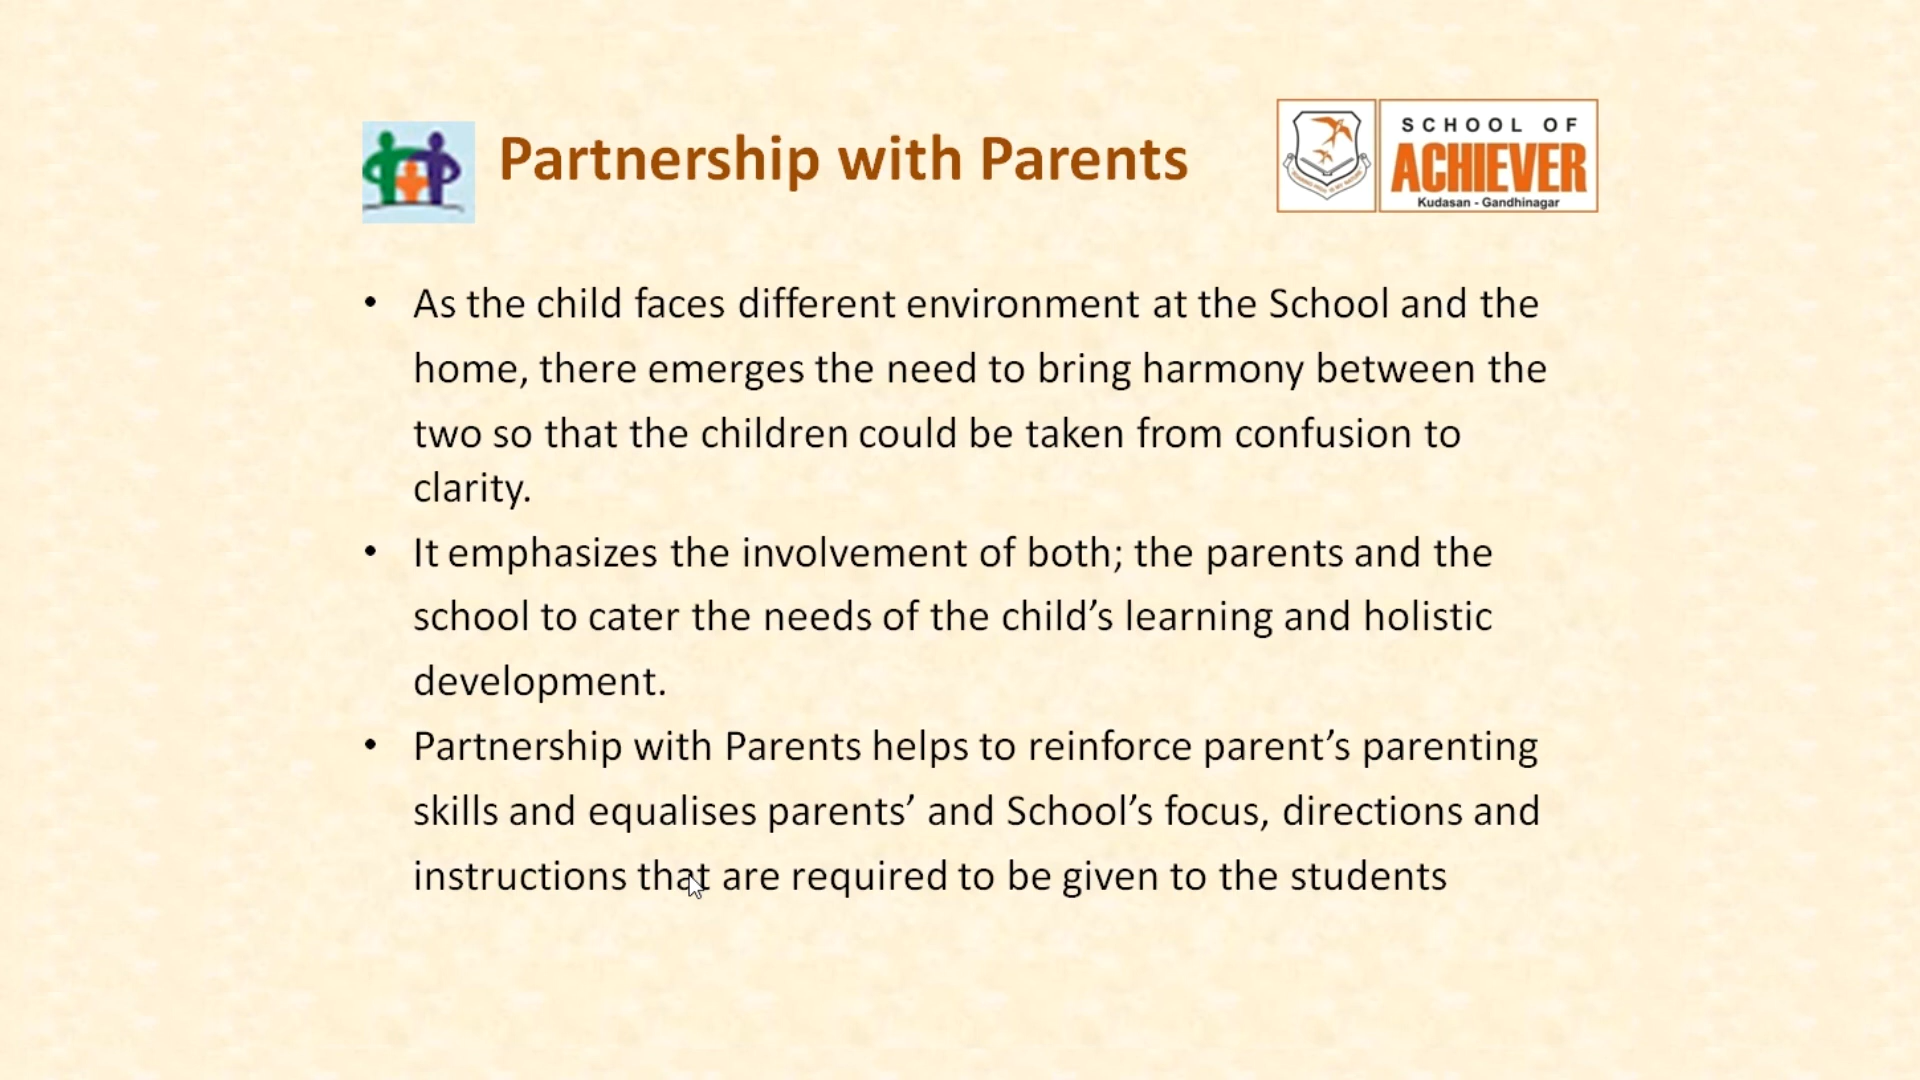 Partnership with Parents
SCHOOL OF
ACHIEVER
Kudasan - Gandhinagar
• As the child faces different environment at the School and the
home, there emerges the need to bring harmony between the
two so that the children could be taken from confusion to
clarity.
• It emphasizes the involvement of both; the parents and the
school to cater the needs of the child’s learning and holistic
development.
• Partnership with Parents helps to reinforce parent’s parenting
skills and equalises parents’ and School’s focus, directions and
instructions that are required to be given to the students